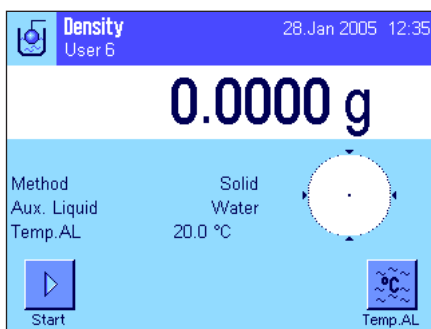 Density 28.Jan 2005 12:35
User 6
0.0000 g
Method Solid
Aux. Liquid Water
Temp.AL 20.0 °C
°C
Start Temp.AL